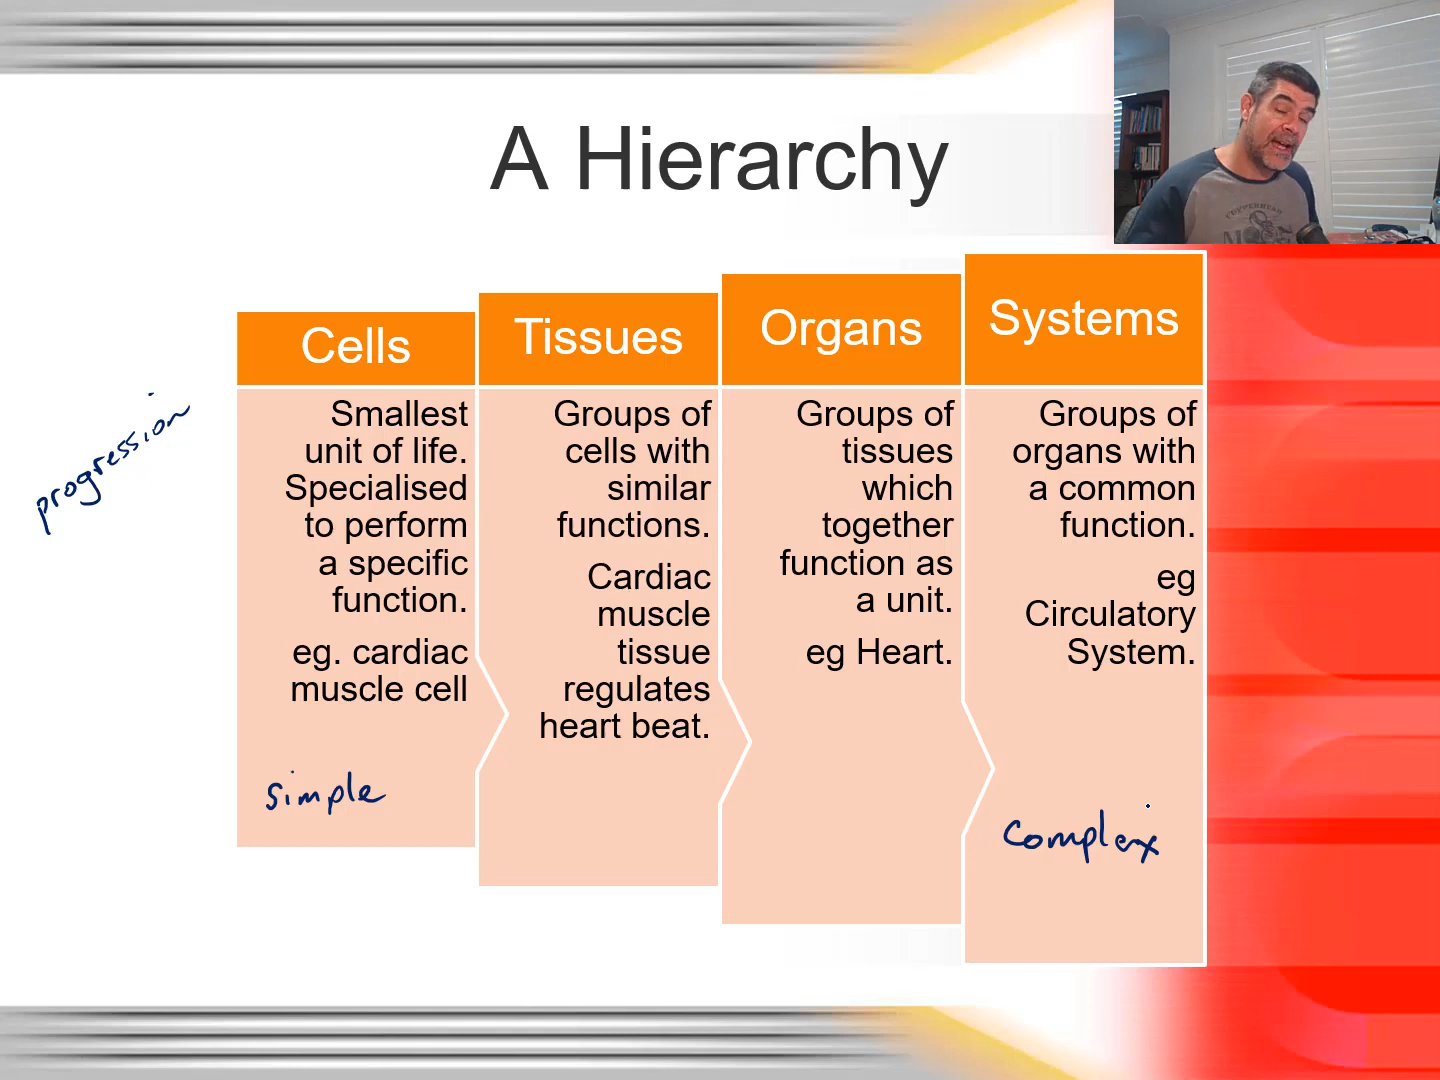 A Hierarchy
Cells
Smallest
unit of life.
Specialised
to perform
a specific
function.
eg. cardiac
muscle cell
simple
Tissues
Groups of
cells with
similar
functions.
Cardiac
muscle
tissue
regulates
heart beat.
Organs
Groups of
tissues
which
together
function as
a unit.
eg Heart.
Systems
Groups of
organs with
a common
function.
eg
Circulatory
System.
complex
progression